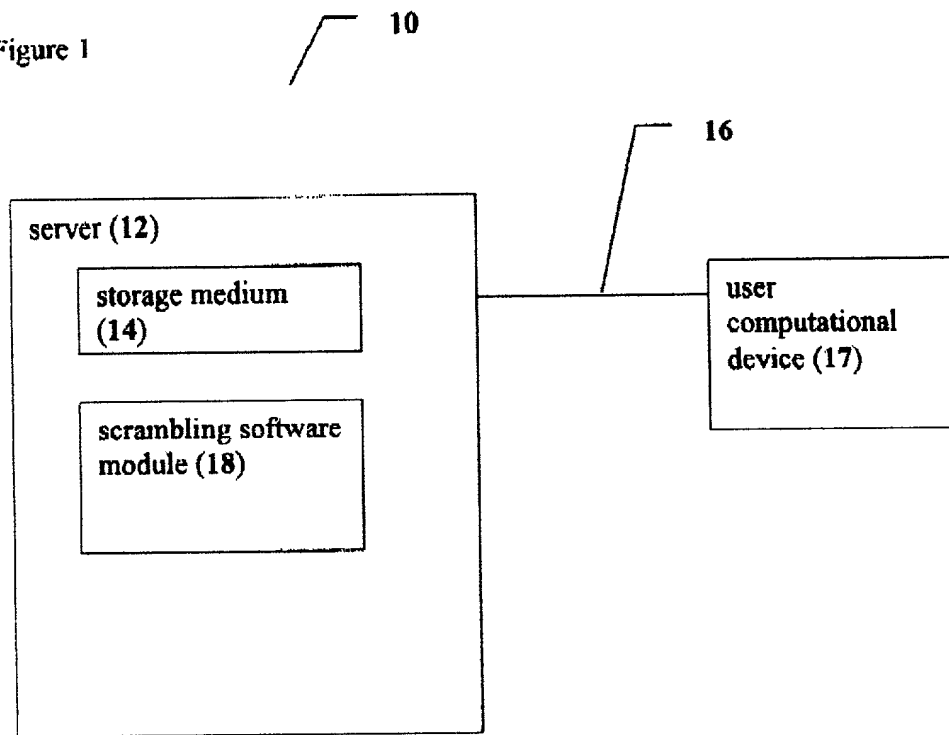 Figure 1
10
16
server (12)
storage medium
(14)
scrambling software
module (18)
user
computational
device (17)